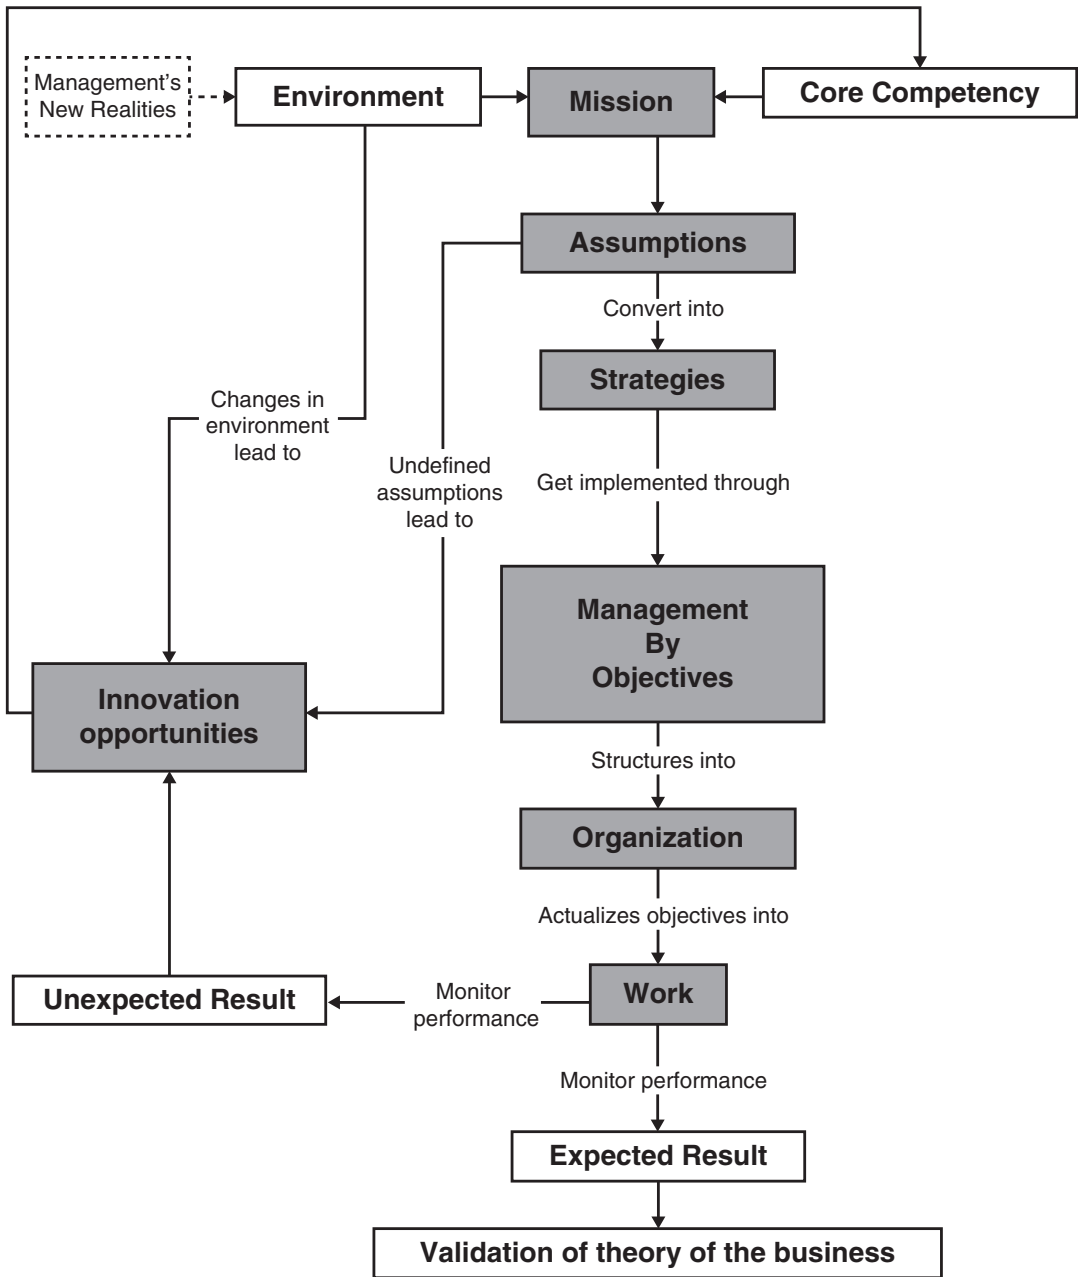 Management's
New Realities
Environment
Mission
Core Competency
Assumptions
Convert into
Strategies
Changes in
environment
lead to
Undefined
assumptions
lead to
Get implemented through
Management
By
Objectives
Innovation
opportunities
Structures into
Organization
Actualizes objectives into
Unexpected Result
Monitor
performance
Work
Monitor performance
Expected Result
Validation of theory of the business